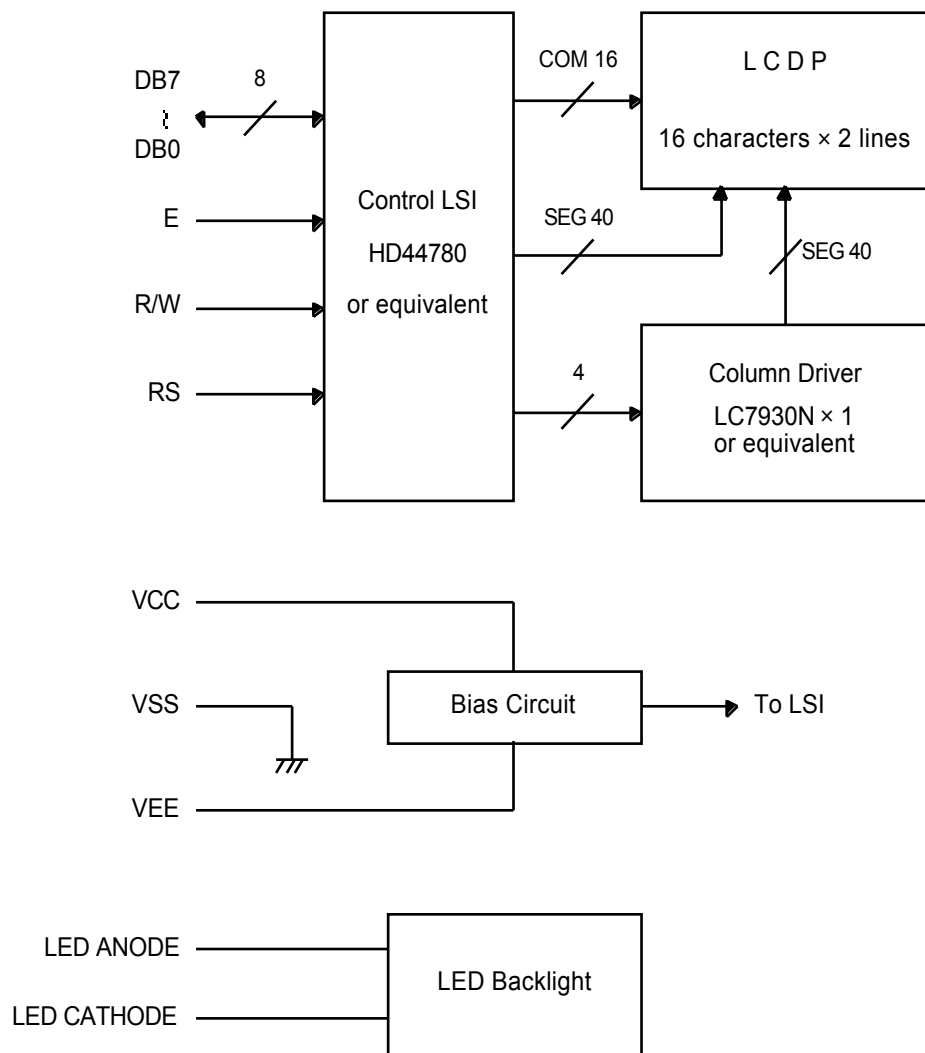 DB7
~
DB0
8
E
R/W
RS
Control LSI
HD44780
or equivalent
COM 16
SEG 40
4
L C D P
16 characters × 2 lines
SEG 40
Column Driver
LC7930N × 1
or equivalent
VCC
VSS
VEE
Bias Circuit
To LSI
LED ANODE
LED CATHODE
LED Backlight